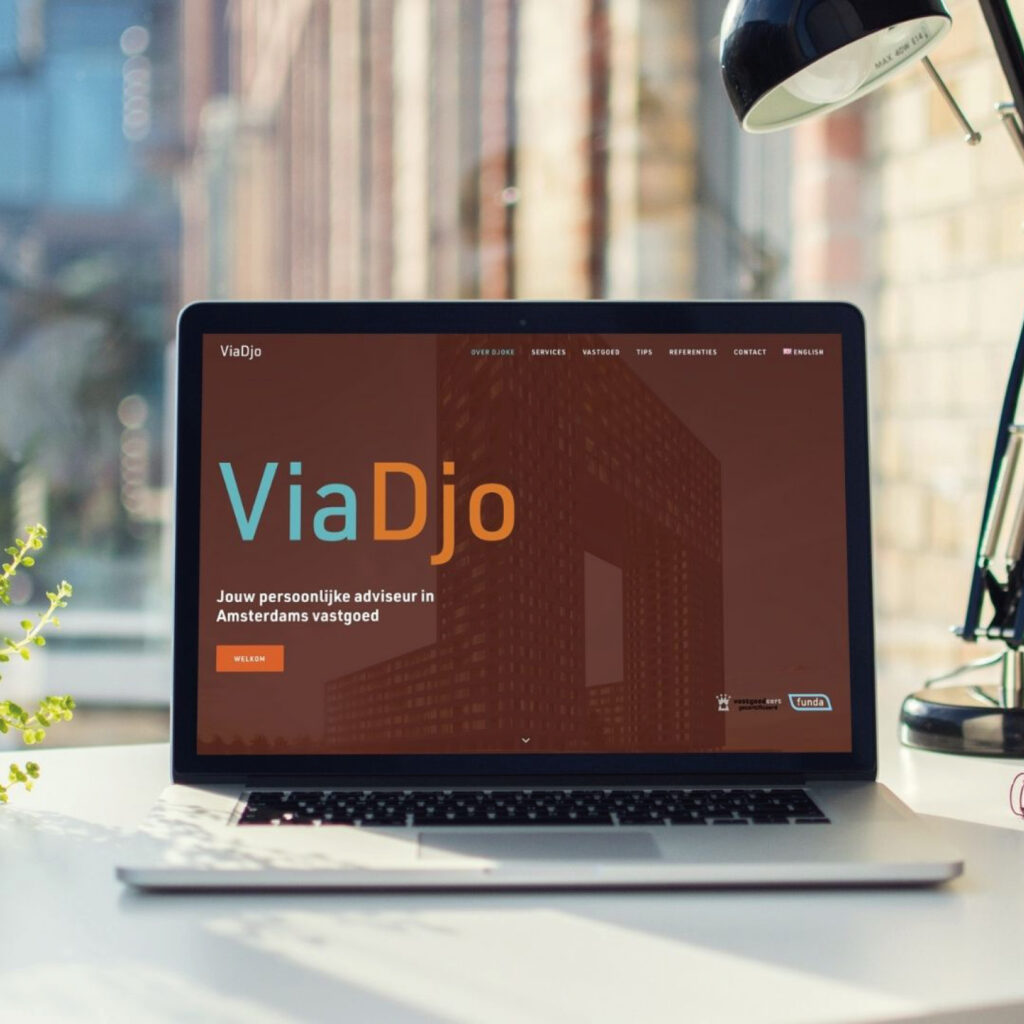 MAX 40W E14
ViaDjo
OVER DJOKE SERVICES VASTGOED TIPS REFERENTIES CONTACT ENGLISH
ViaDjo
Jouw persoonlijke adviseur in
Amsterdams vastgoed
WELKOM
vastgoedcert funda
gecertificeerd